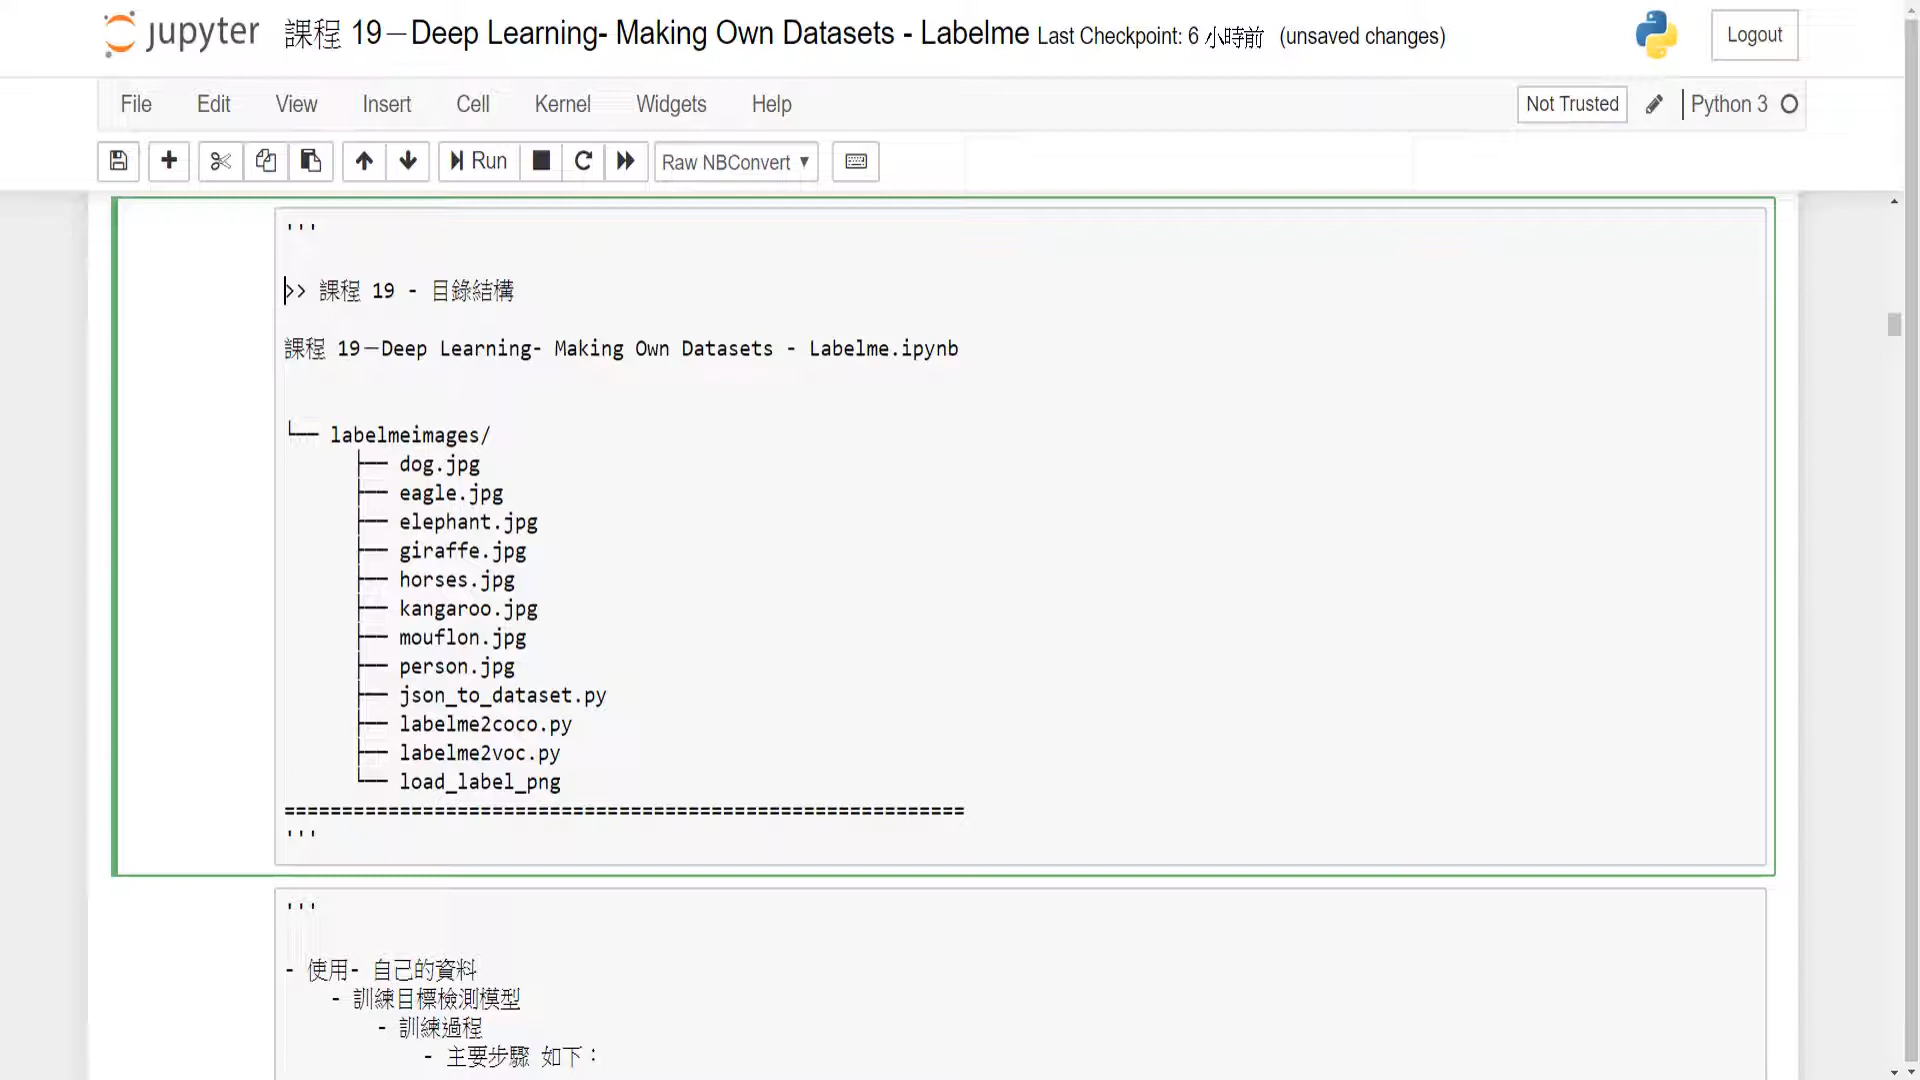 jupyter 課程 19－Deep Learning- Making Own Datasets - Labelme Last Checkpoint: 6 小時前 (unsaved changes) Logout
File Edit View Insert Cell Kernel Widgets Help Not Trusted Python 3
Run Raw NBConvert
'''
>> 課程 19 - 目錄結構
課程 19－Deep Learning- Making Own Datasets - Labelme.ipynb
└── labelmeimages/
├── dog.jpg
├── eagle.jpg
├── elephant.jpg
├── giraffe.jpg
├── horses.jpg
├── kangaroo.jpg
├── mouflon.jpg
├── person.jpg
├── json_to_dataset.py
├── labelme2coco.py
├── labelme2voc.py
└── load_label_png
===========================================================
'''
'''
- 使用- 自己的資料
- 訓練目標檢測模型
- 訓練過程
- 主要步驟 如下：